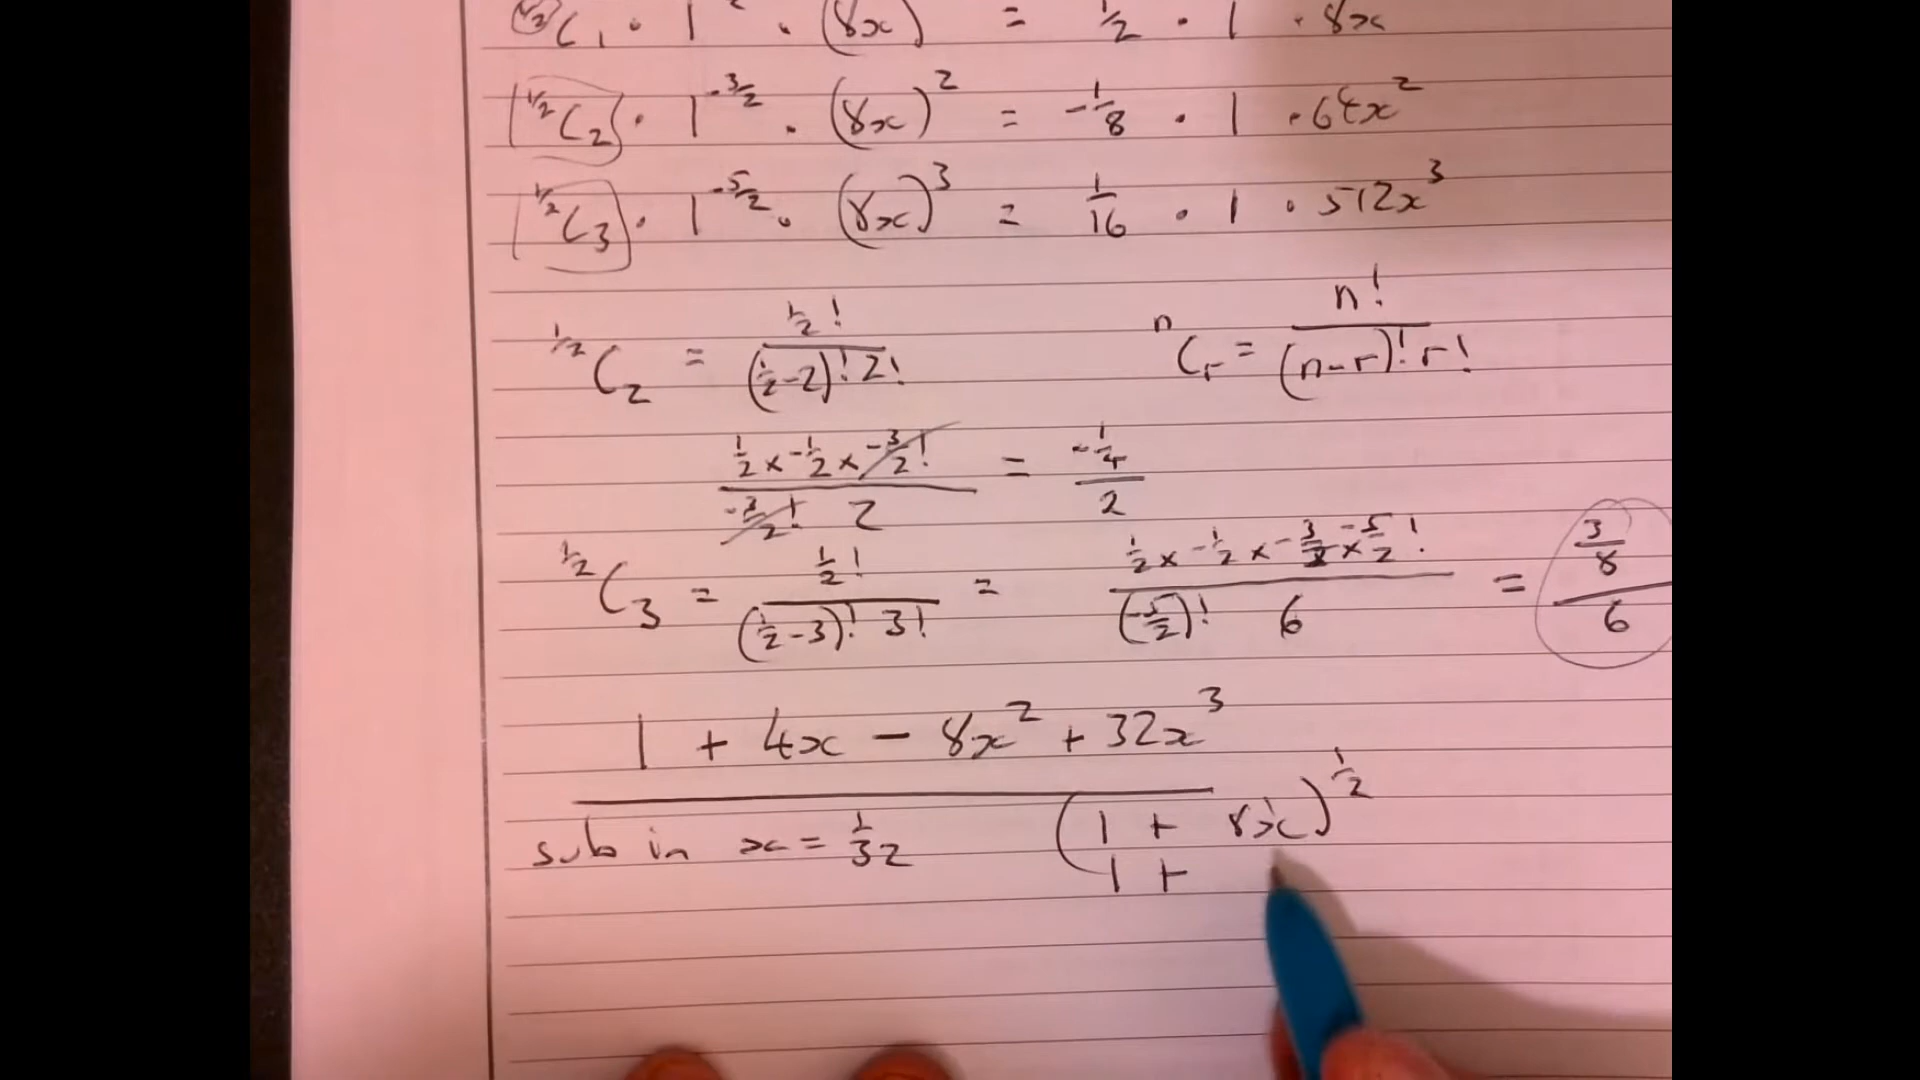 ½C₁ · 1 · (8x) = ½ · 1 · 8x
½C₂ · 1^-3/2 · (8x)² = -1/8 · 1 · 64x²
½C₃ · 1^-5/2 · (8x)³ = 1/16 · 1 · 512x³
½C₂ = ½! / (½-2)! 2!
nCr = n! / (n-r)! r!
½ × -½ × -3/2! / -3/2! 2 = -¼ / 2
½C₃ = ½! / (½-3)! 3! = ½ × -½ × -3/2 × -5/2! / (-5/2)! 6 = 3/8 / 6
1 + 4x - 8x² + 32x³
sub in x = 1/32 (1 + 8x)^½
1 +